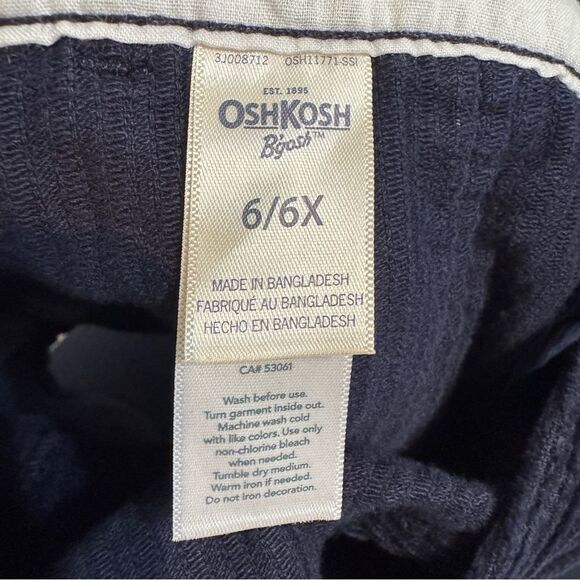 3J008712 OSH11771-SSI
EST. 1895
OSHKOSH
B'gosh™
6/6X
MADE IN BANGLADESH
FABRIQUÉ AU BANGLADESH
HECHO EN BANGLADESH
CA# 53061
Wash before use.
Turn garment inside out.
Machine wash cold
with like colors. Use only
non-chlorine bleach
when needed.
Tumble dry medium.
Warm iron if needed.
Do not iron decoration.